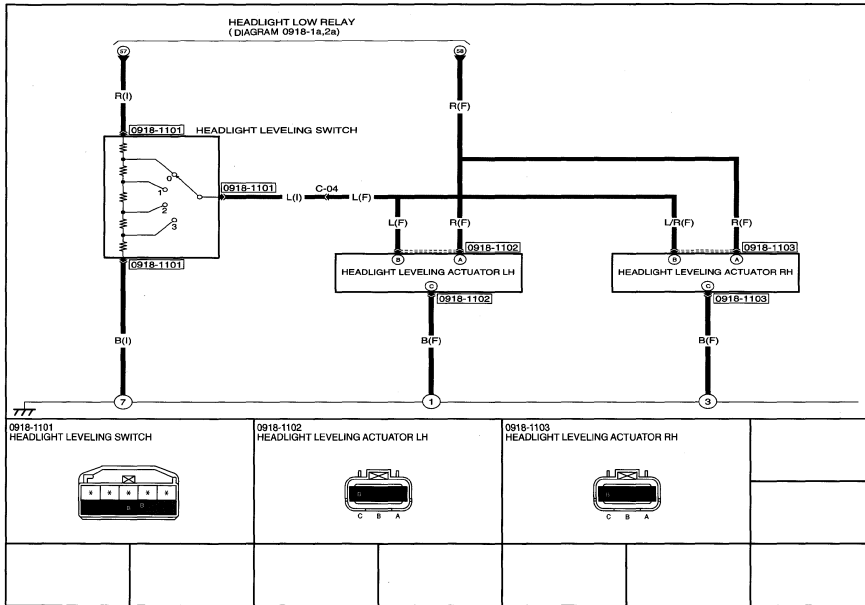 HEADLIGHT LOW RELAY
(DIAGRAM 0918-1a,2a)
57
58
R(I)
R(F)
0918-1101
HEADLIGHT LEVELING SWITCH
0
1
2
3
0918-1101
L(I)
C-04
L(F)
L(F)
R(F)
L/R(F)
R(F)
0918-1102
0918-1103
B
A
B
A
0918-1101
HEADLIGHT LEVELING ACTUATOR LH
HEADLIGHT LEVELING ACTUATOR RH
C
C
0918-1102
0918-1103
B(I)
B(F)
B(F)
7
1
3
0918-1101
HEADLIGHT LEVELING SWITCH
0918-1102
HEADLIGHT LEVELING ACTUATOR LH
0918-1103
HEADLIGHT LEVELING ACTUATOR RH
* * * * *
C B A
C B A